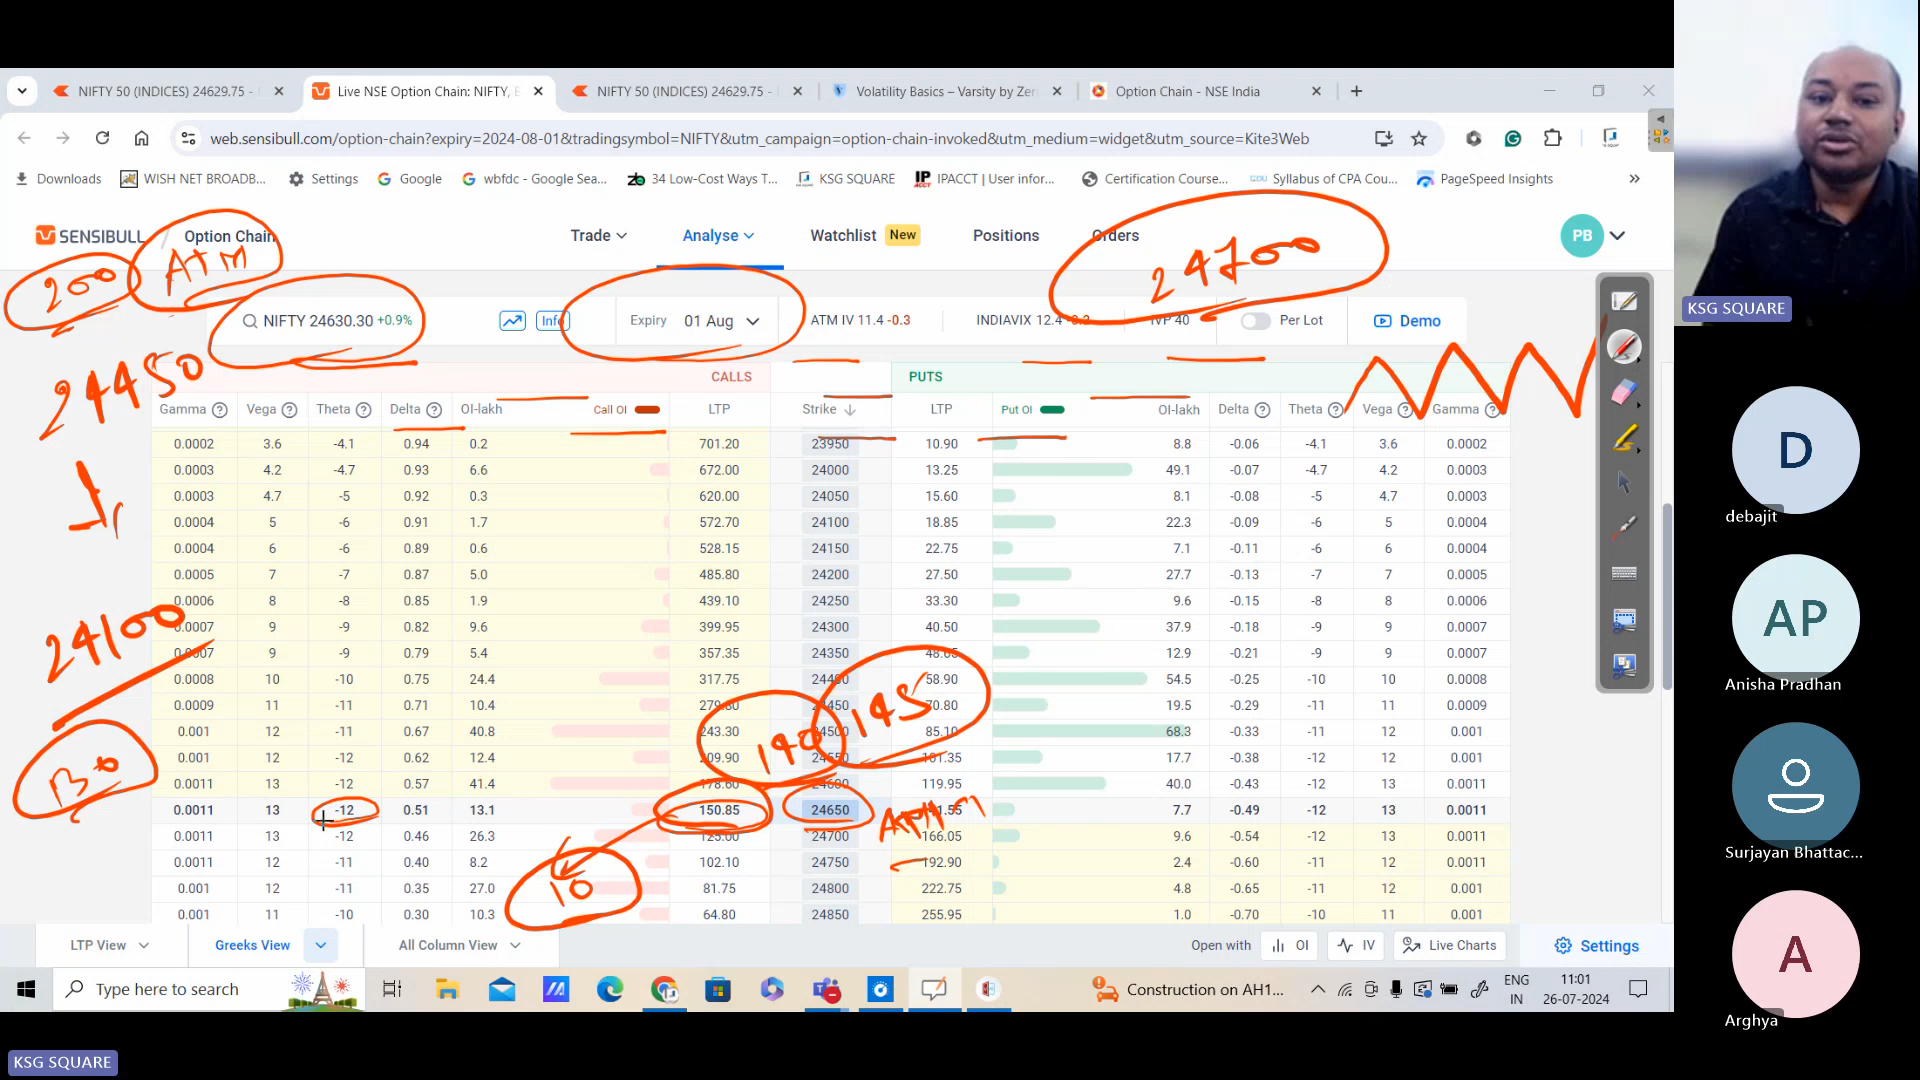 NIFTY 50 (INDICES) 24629.75 -
Live NSE Option Chain: NIFTY, B
NIFTY 50 (INDICES) 24629.75 -
Volatility Basics – Varsity by Zer
Option Chain - NSE India
web.sensibull.com/option-chain?expiry=2024-08-01&tradingsymbol=NIFTY&utm_campaign=option-chain-invoked&utm_medium=widget&utm_source=Kite3Web
Downloads
WISH NET BROADB...
Settings
Google
wbfdc - Google Sea...
34 Low-Cost Ways T...
KSG SQUARE
IPACCT | User infor...
Certification Course...
Syllabus of CPA Cou...
PageSpeed Insights
SENSIBULL / Option Chain
Trade
Analyse
Watchlist New
Positions
Orders
PB
KSG SQUARE
200
ATM
24700
NIFTY 24630.30 +0.9%
Info
Expiry 01 Aug
ATM IV 11.4 -0.3
INDIAVIX 12.4
IVP 40
Per Lot
Demo
24450
CALLS PUTS
Gamma Vega Theta Delta OI-lakh Call OI LTP Strike LTP Put OI OI-lakh Delta Theta Vega Gamma
0.0002 3.6 -4.1 0.94 0.2 701.20 23950 10.90 8.8 -0.06 -4.1 3.6 0.0002
0.0003 4.2 -4.7 0.93 6.6 672.00 24000 13.25 49.1 -0.07 -4.7 4.2 0.0003
0.0003 4.7 -5 0.92 0.3 620.00 24050 15.60 8.1 -0.08 -5 4.7 0.0003
0.0004 5 -6 0.91 1.7 572.70 24100 18.85 22.3 -0.09 -6 5 0.0004
0.0004 6 -6 0.89 0.6 528.15 24150 22.75 7.1 -0.11 -6 6 0.0004
0.0005 7 -7 0.87 5.0 485.80 24200 27.50 27.7 -0.13 -7 7 0.0005
0.0006 8 -8 0.85 1.9 439.10 24250 33.30 9.6 -0.15 -8 8 0.0006
24100
0.0007 9 -9 0.82 9.6 399.95 24300 40.50 37.9 -0.18 -9 9 0.0007
0.0007 9 -9 0.79 5.4 357.35 24350 48.65 12.9 -0.21 -9 9 0.0007
0.0008 10 -10 0.75 24.4 317.75 24400 58.90 54.5 -0.25 -10 10 0.0008
0.0009 11 -11 0.71 10.4 24450 70.80 19.5 -0.29 -11 11 0.0009
140
145
0.001 12 -11 0.67 40.8 243.30 24500 85.10 68.3 -0.33 -11 12 0.001
0.001 12 -12 0.62 12.4 209.90 24550 101.35 17.7 -0.38 -12 12 0.001
0.0011 13 -12 0.57 41.4 178.60 24600 119.95 40.0 -0.43 -12 13 0.0011
0.0011 13 -12 0.51 13.1 150.85 24650 7.7 -0.49 -12 13 0.0011
0.0011 13 -12 0.46 26.3 125.00 24700 166.05 9.6 -0.54 -12 13 0.0011
0.0011 12 -11 0.40 8.2 102.10 24750 192.90 2.4 -0.60 -11 12 0.0011
0.001 12 -11 0.35 27.0 81.75 24800 222.75 4.8 -0.65 -11 12 0.001
10
0.001 11 -10 0.30 10.3 64.80 24850 255.95 1.0 -0.70 -10 11 0.001
LTP View
Greeks View
All Column View
Open with
OI
IV
Live Charts
Settings
Type here to search
Construction on AH1...
ENG
IN
11:01
26-07-2024
D
debajit
AP
Anisha Pradhan
Surjayan Bhattac...
A
Arghya
KSG SQUARE